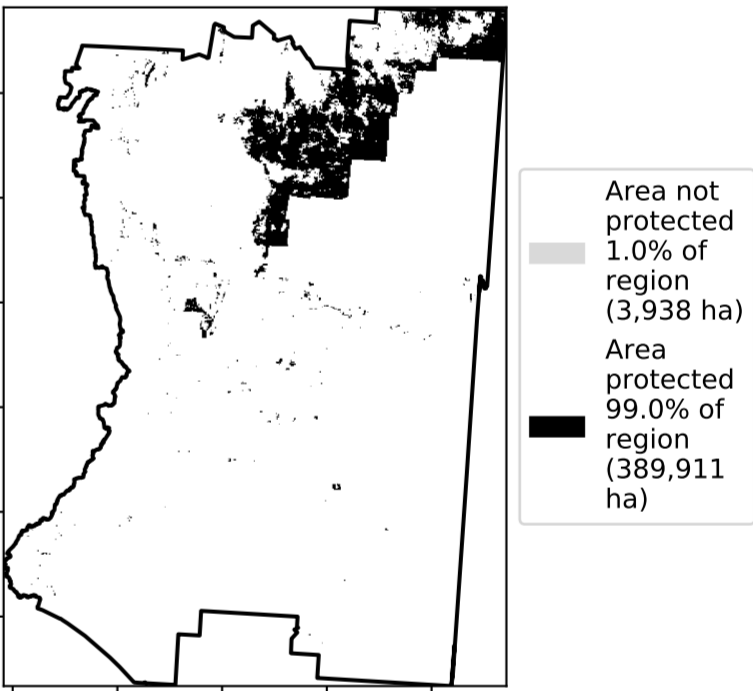 Area not
protected
1.0% of
region
(3,938 ha)
Area
protected
99.0% of
region
(389,911
ha)